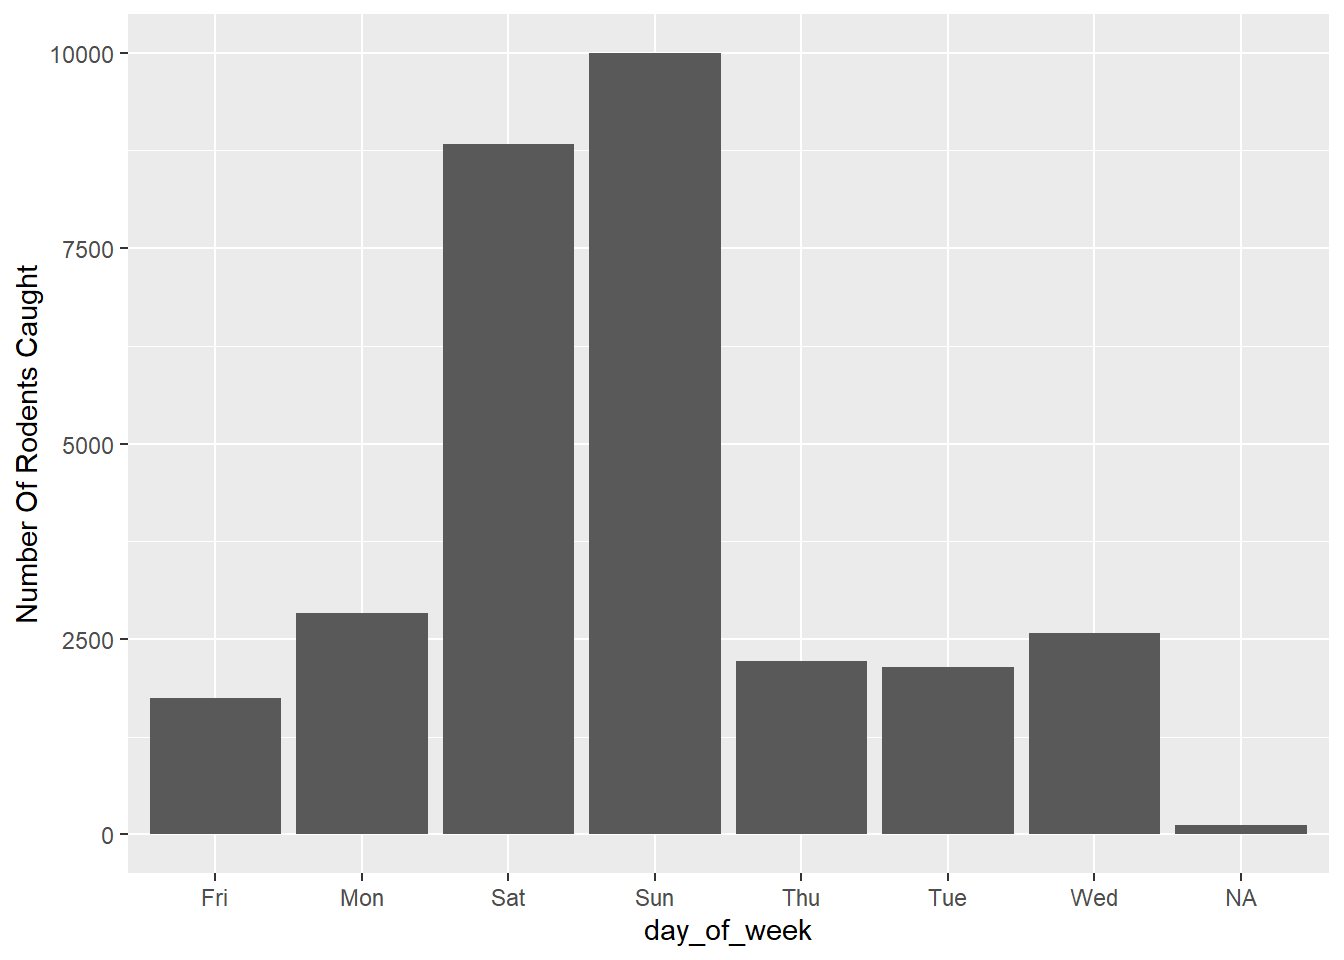 Number Of Rodents Caught
10000
7500
5000
2500
0
Fri Mon Sat Sun Thu Tue Wed NA
day_of_week